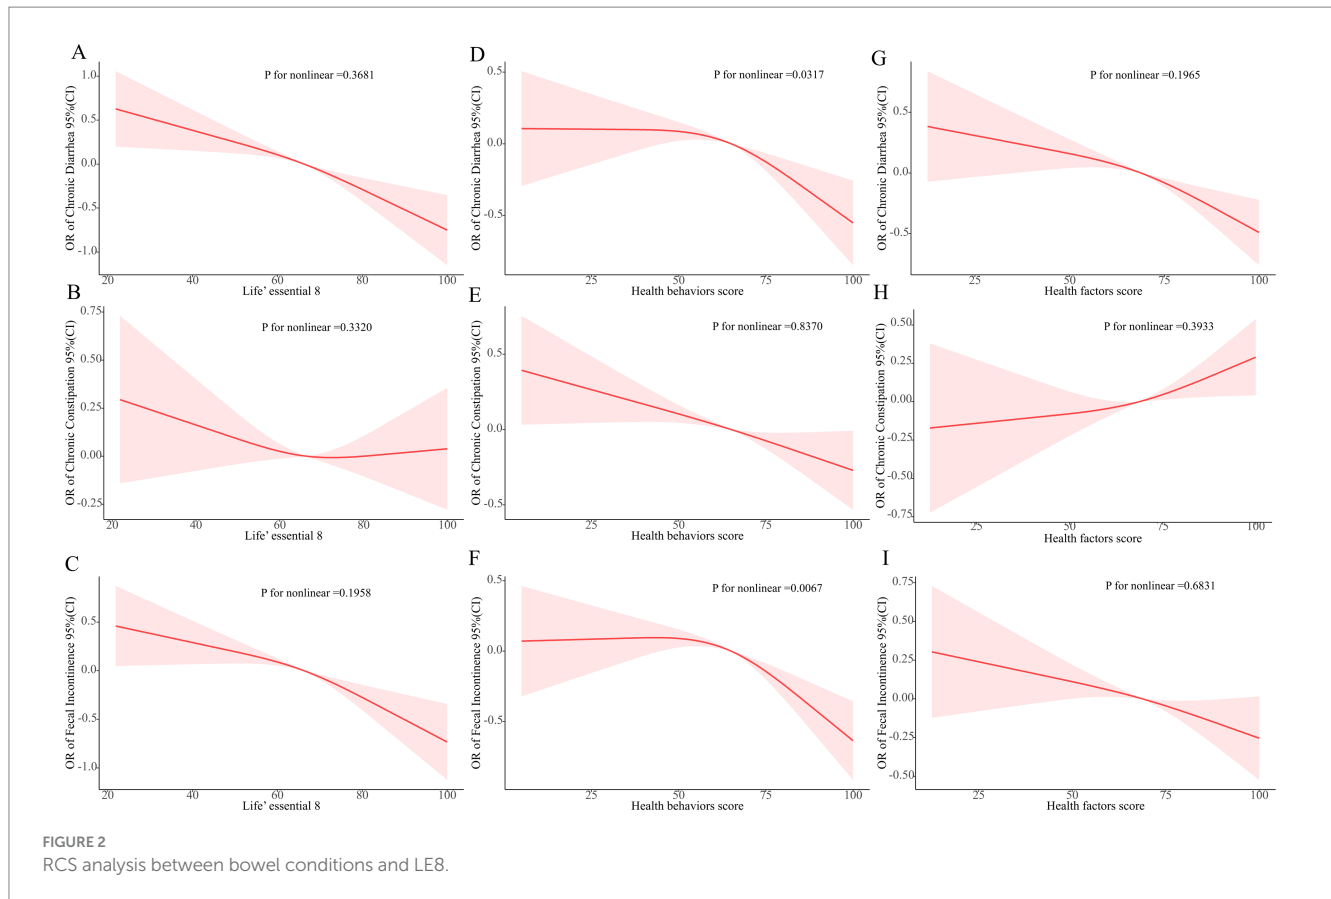 A
P for nonlinear =0.3681
OR of Chronic Diarrhea 95%(CI)
1.0
0.5
0.0
-0.5
-1.0
20 40 60 80 100
Life' essential 8
D
P for nonlinear =0.0317
OR of Chronic Diarrhea 95%(CI)
0.5
0.0
-0.5
25 50 75 100
Health behaviors score
G
P for nonlinear =0.1965
OR of Chronic Diarrhea 95%(CI)
0.5
0.0
-0.5
25 50 75 100
Health factors score
B
P for nonlinear =0.3320
OR of Chronic Constipation 95%(CI)
0.75
0.50
0.25
0.00
-0.25
20 40 60 80 100
Life' essential 8
E
P for nonlinear =0.8370
OR of Chronic Constipation 95%(CI)
0.5
0.0
-0.5
25 50 75 100
Health behaviors score
H
P for nonlinear =0.3933
OR of Chronic Constipation 95%(CI)
0.50
0.25
0.00
-0.25
-0.50
-0.75
25 50 75 100
Health factors score
C
P for nonlinear =0.1958
OR of Fecal Incontinence 95%(CI)
0.5
0.0
-0.5
-1.0
20 40 60 80 100
Life' essential 8
F
P for nonlinear =0.0067
OR of Fecal Incontinence 95%(CI)
0.5
0.0
-0.5
25 50 75 100
Health behaviors score
I
P for nonlinear =0.6831
OR of Fecal Incontinence 95%(CI)
0.75
0.50
0.25
0.00
-0.25
-0.50
25 50 75 100
Health factors score
FIGURE 2
RCS analysis between bowel conditions and LE8.